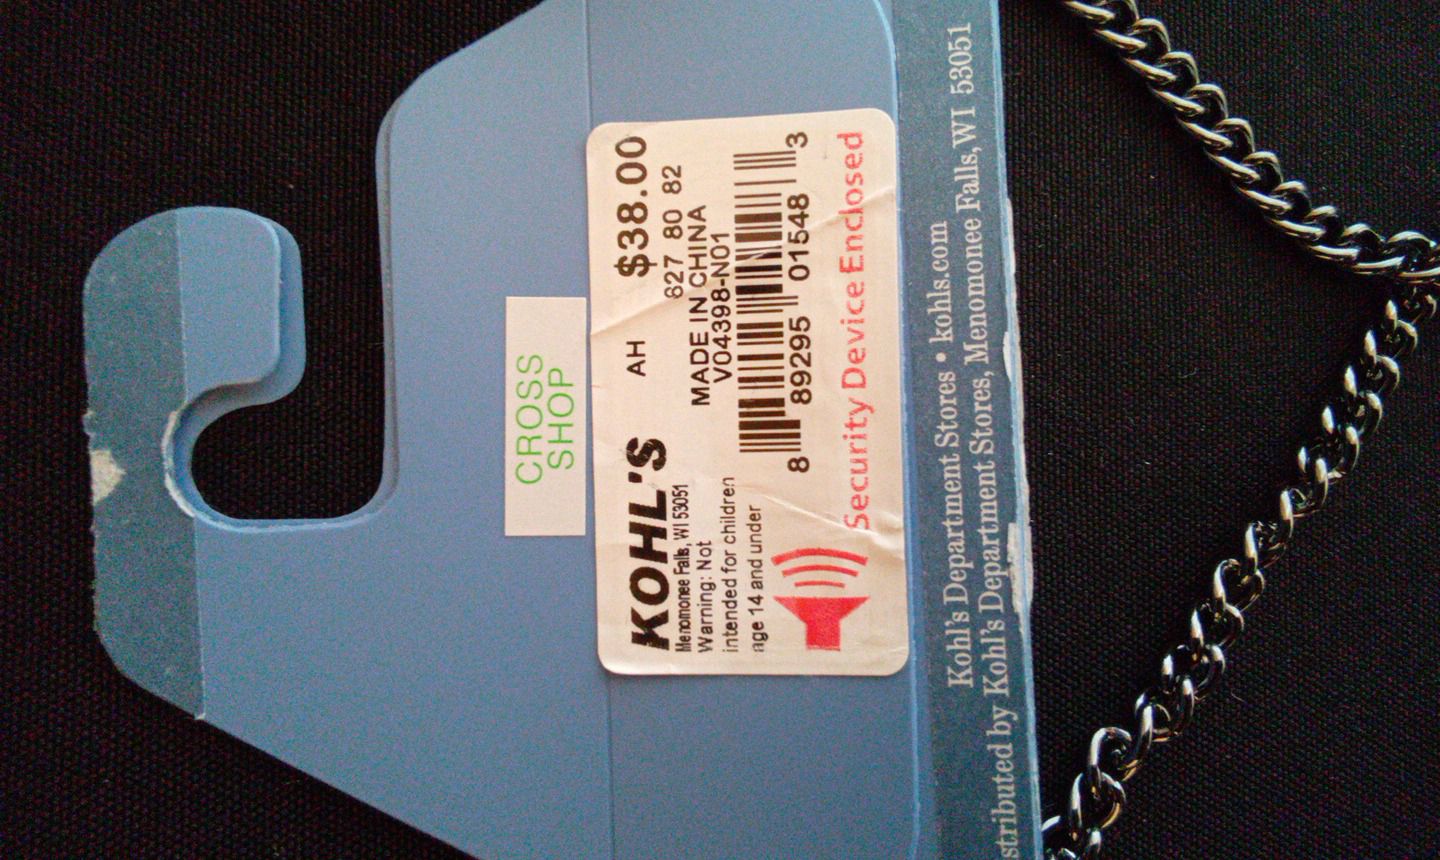 CROSS
SHOP
KOHL'S AH $38.00
Menomonee Falls, WI 53051
827 80 82
Warning: Not
intended for children
age 14 and under
MADE IN CHINA
V04398-N01
8 89295 01548 3
Security Device Enclosed
Kohl's Department Stores • kohls.com
stributed by Kohl's Department Stores, Menomonee Falls, WI 53051